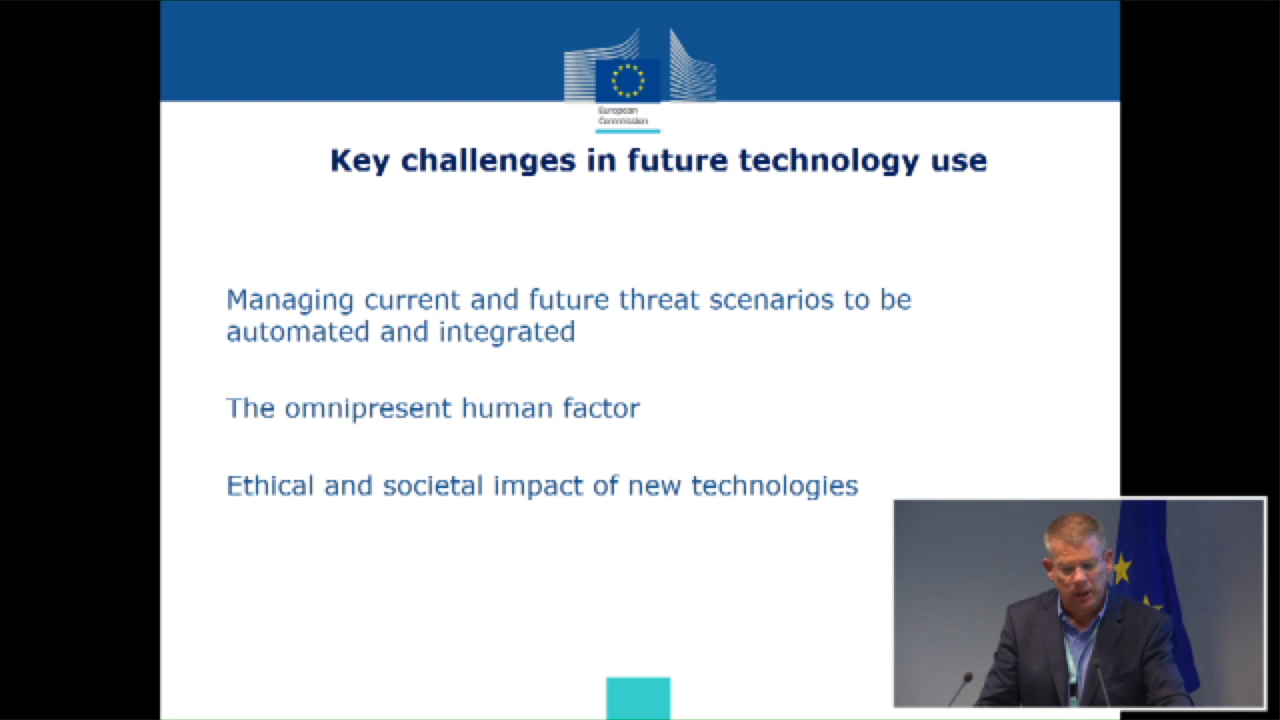 European
Commission
Key challenges in future technology use
Managing current and future threat scenarios to be
automated and integrated
The omnipresent human factor
Ethical and societal impact of new technologies